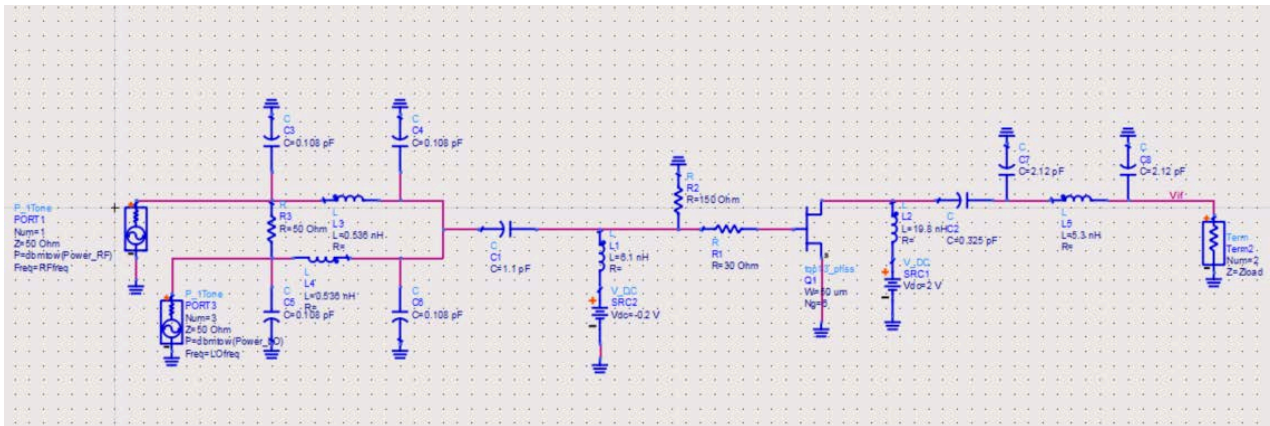 C
C3
C=0.108 pF
C
C4
C=0.108 pF
P_1Tone
PORT1
Num=1
Z=50 Ohm
P=dbmtow(Power_RF)
Freq=RFfreq
R
R3
R=50 Ohm
L
L3
L=0.536 nH
R=
L
L4
L=0.536 nH
R=
P_1Tone
PORT3
Num=3
Z=50 Ohm
P=dbmtow(Power_LO)
Freq=LOfreq
C5
C=0.108 pF
C6
C=0.108 pF
C
C1
C=1.1 pF
L
L1
L=6.1 nH
R=
V_DC
SRC2
Vdc=-0.2 V
R
R2
R=150 Ohm
R
R1
R=30 Ohm
Q1
Ng=6
L
L2
L=19.8 nH
R=
V_DC
SRC1
Vdc=2 V
C
C2
C=0.325 pF
C
C7
C=2.12 pF
C
C8
C=2.12 pF
L
L5
L=5.3 nH
R=
Vif
Term
Term2
Num=2
Z=Zload